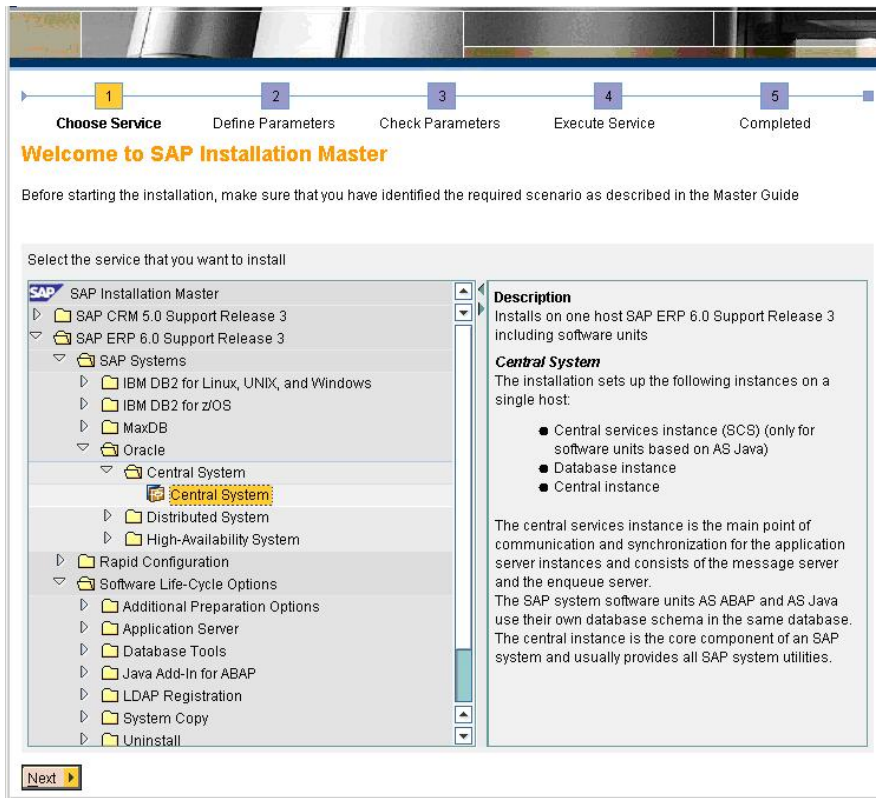 1 2 3 4 5
Choose Service Define Parameters Check Parameters Execute Service Completed
Welcome to SAP Installation Master
Before starting the installation, make sure that you have identified the required scenario as described in the Master Guide
Select the service that you want to install
SAP SAP Installation Master
SAP CRM 5.0 Support Release 3
SAP ERP 6.0 Support Release 3
SAP Systems
IBM DB2 for Linux, UNIX, and Windows
IBM DB2 for z/OS
MaxDB
Oracle
Central System
Central System
Distributed System
High-Availability System
Rapid Configuration
Software Life-Cycle Options
Additional Preparation Options
Application Server
Database Tools
Java Add-In for ABAP
LDAP Registration
System Copy
Uninstall
Description
Installs on one host SAP ERP 6.0 Support Release 3
including software units
Central System
The installation sets up the following instances on a
single host:
Central services instance (SCS) (only for
software units based on AS Java)
Database instance
Central instance
The central services instance is the main point of
communication and synchronization for the application
server instances and consists of the message server
and the enqueue server.
The SAP system software units AS ABAP and AS Java
use their own database schema in the same database.
The central instance is the core component of an SAP
system and usually provides all SAP system utilities.
Next